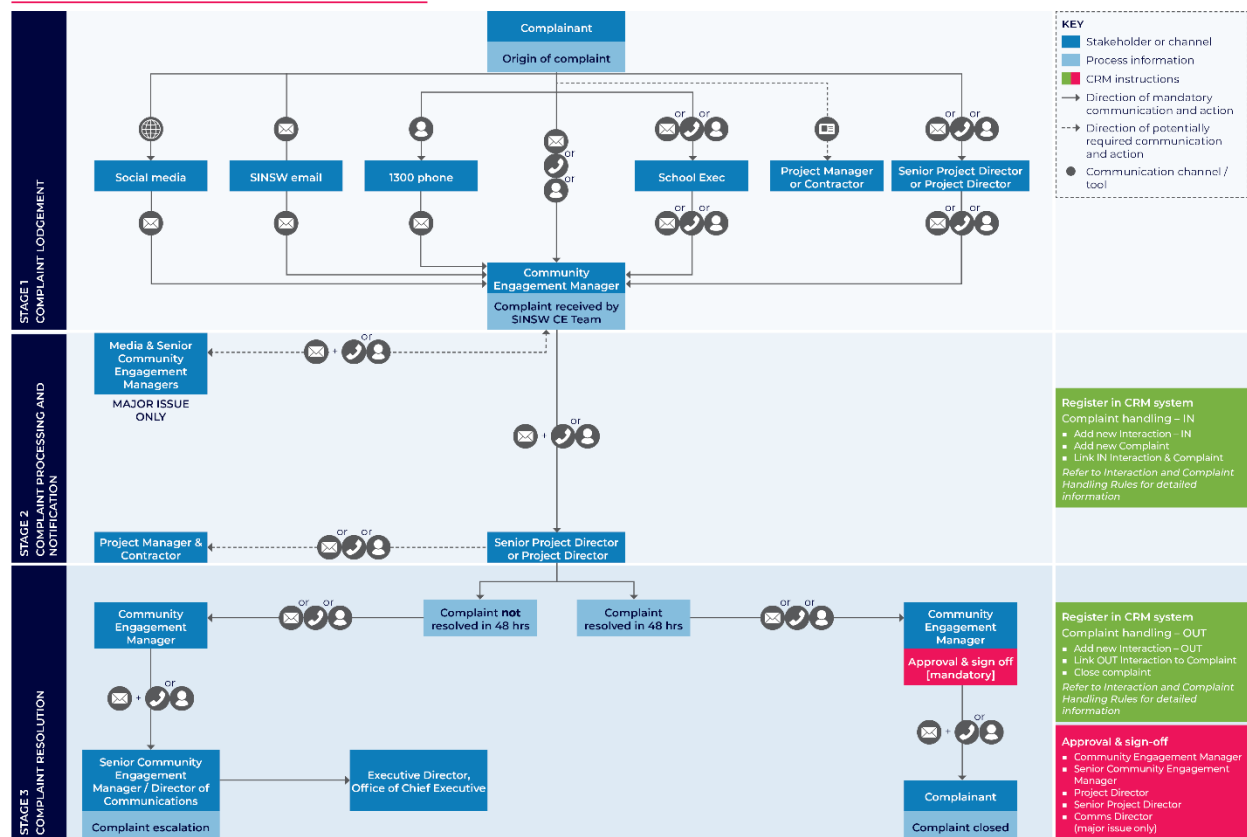 STAGE 1
COMPLAINT LODGEMENT
Complainant
Origin of complaint
or
or
or or
or or
Social media
SINSW email
1300 phone
School Exec
Project Manager
or Contractor
Senior Project Director
or Project Director
or or
or or
Community
Engagement Manager
Complaint received by
SINSW CE Team
KEY
Stakeholder or channel
Process information
CRM instructions
Direction of mandatory
communication and action
Direction of potentially
required communication
and action
Communication channel /
tool
STAGE 2
COMPLAINT PROCESSING AND
NOTIFICATION
Media & Senior
Community
Engagement
Managers
MAJOR ISSUE
ONLY
+ or
+ or
Project Manager &
Contractor
or or
Senior Project Director
or Project Director
Register in CRM system
Complaint handling – IN
Add new Interaction – IN
Add new Complaint
Link IN Interaction & Complaint
Refer to Interaction and Complaint
Handling Rules for detailed
information
STAGE 3
COMPLAINT RESOLUTION
Community
Engagement
Manager
or or
Complaint not
resolved in 48 hrs
Complaint
resolved in 48 hrs
or or
Community
Engagement
Manager
Approval & sign off
[mandatory]
+ or
+ or
Senior Community
Engagement
Manager / Director of
Communications
Complaint escalation
Executive Director,
Office of Chief Executive
Complainant
Complaint closed
Register in CRM system
Complaint handling – OUT
Add new Interaction – OUT
Link OUT Interaction to Complaint
Close complaint
Refer to Interaction and Complaint
Handling Rules for detailed
information
Approval & sign-off
Community Engagement Manager
Senior Community Engagement
Manager
Project Director
Senior Project Director
Comms Director
(major issue only)